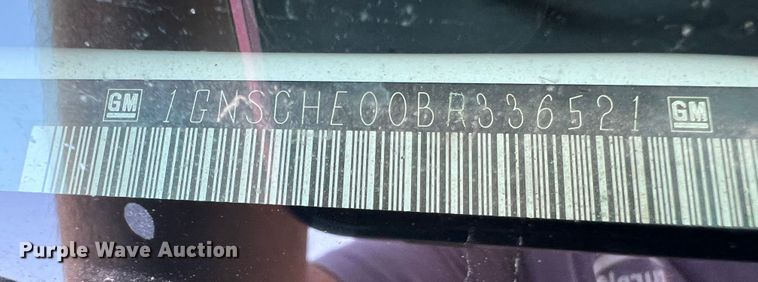 GM 1GNSCHE00BR336521 GM
Purple Wave Auction